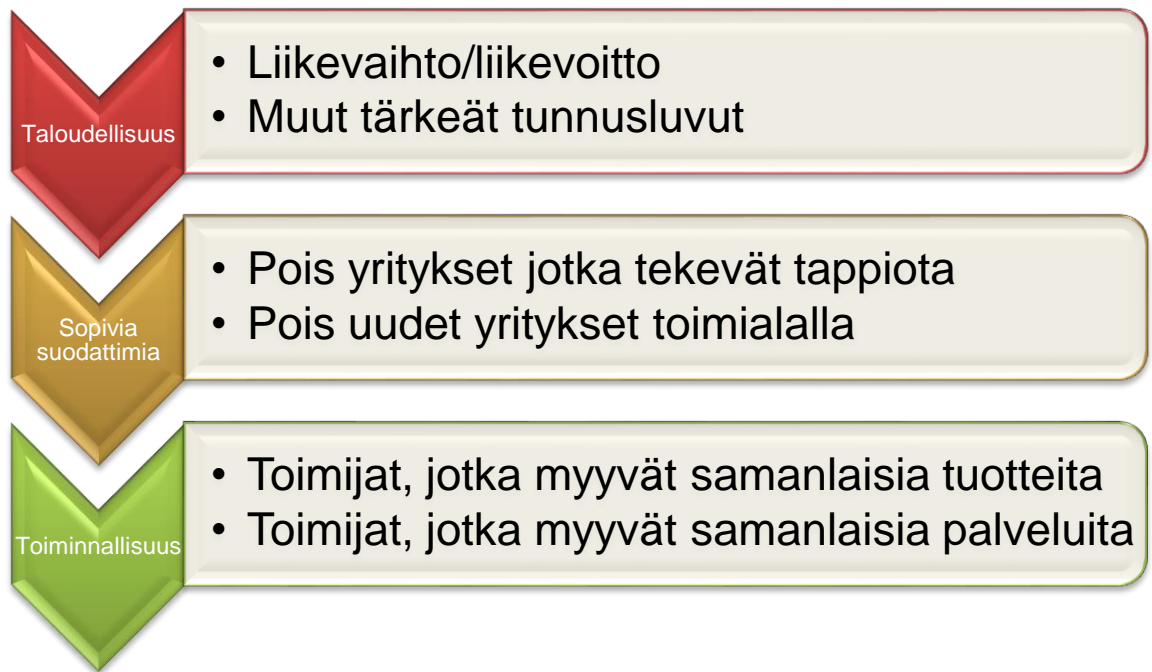 Taloudellisuus
• Liikevaihto/liikevoitto
• Muut tärkeät tunnusluvut
Sopivia
suodattimia
• Pois yritykset jotka tekevät tappiota
• Pois uudet yritykset toimialalla
Toiminnallisuus
• Toimijat, jotka myyvät samanlaisia tuotteita
• Toimijat, jotka myyvät samanlaisia palveluita